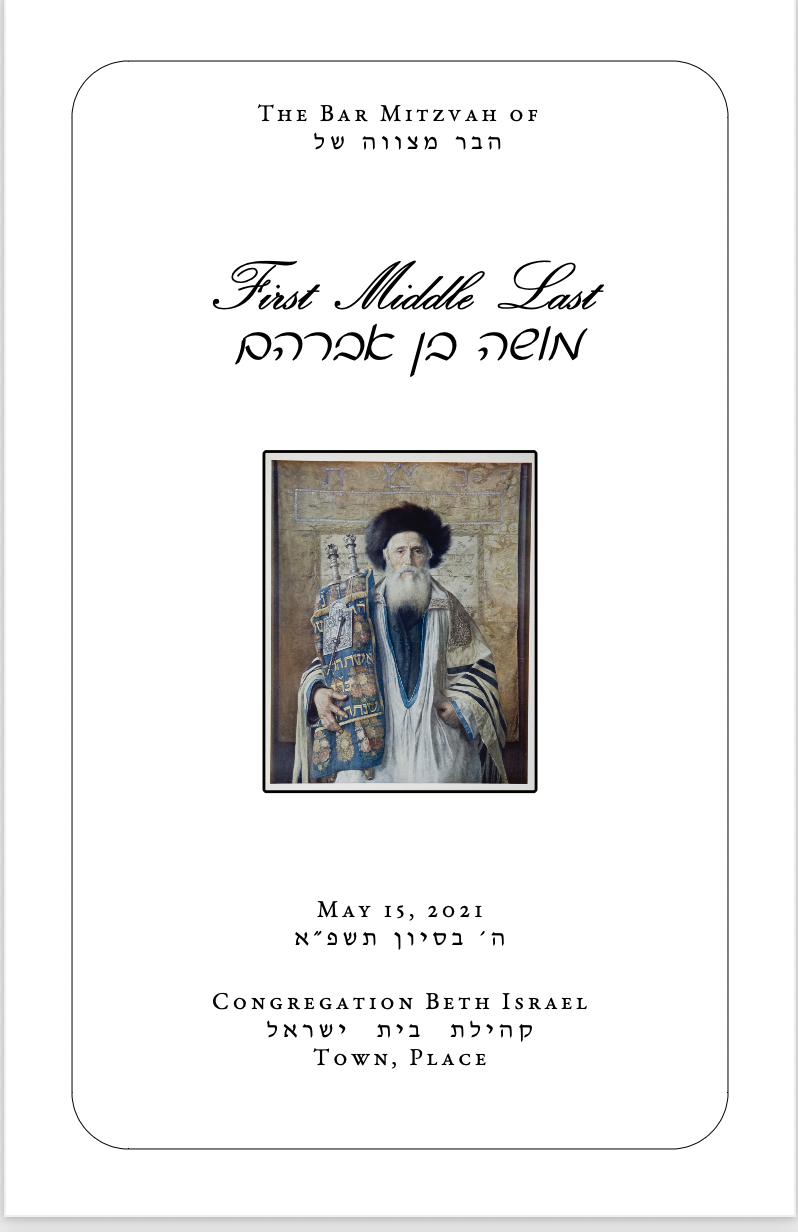 The Bar Mitzvah of
הבר מצווה של
First Middle Last
מושה בן אברהם
May 15, 2021
ה׳ בסיון תשפ״א
Congregation Beth Israel
קהילת בית ישראל
Town, Place